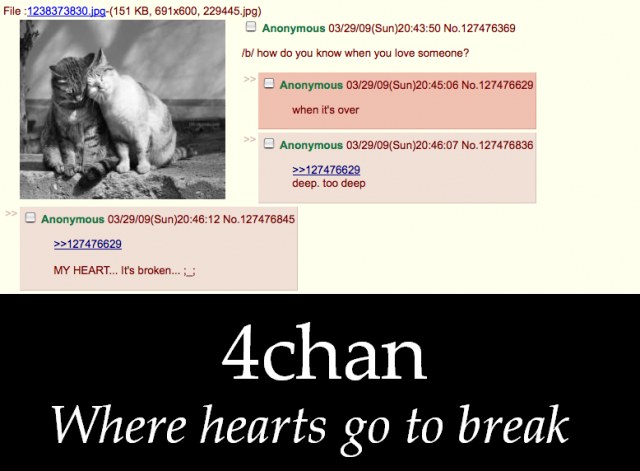 File :1238373830.jpg-(151 KB, 691x600, 229445.jpg)
Anonymous 03/29/09(Sun)20:43:50 No.127476369
/b/ how do you know when you love someone?
>> Anonymous 03/29/09(Sun)20:45:06 No.127476629
when it's over
>> Anonymous 03/29/09(Sun)20:46:07 No.127476836
>>127476629
deep. too deep
>> Anonymous 03/29/09(Sun)20:46:12 No.127476845
>>127476629
MY HEART... It's broken... ;_;
4chan
Where hearts go to break